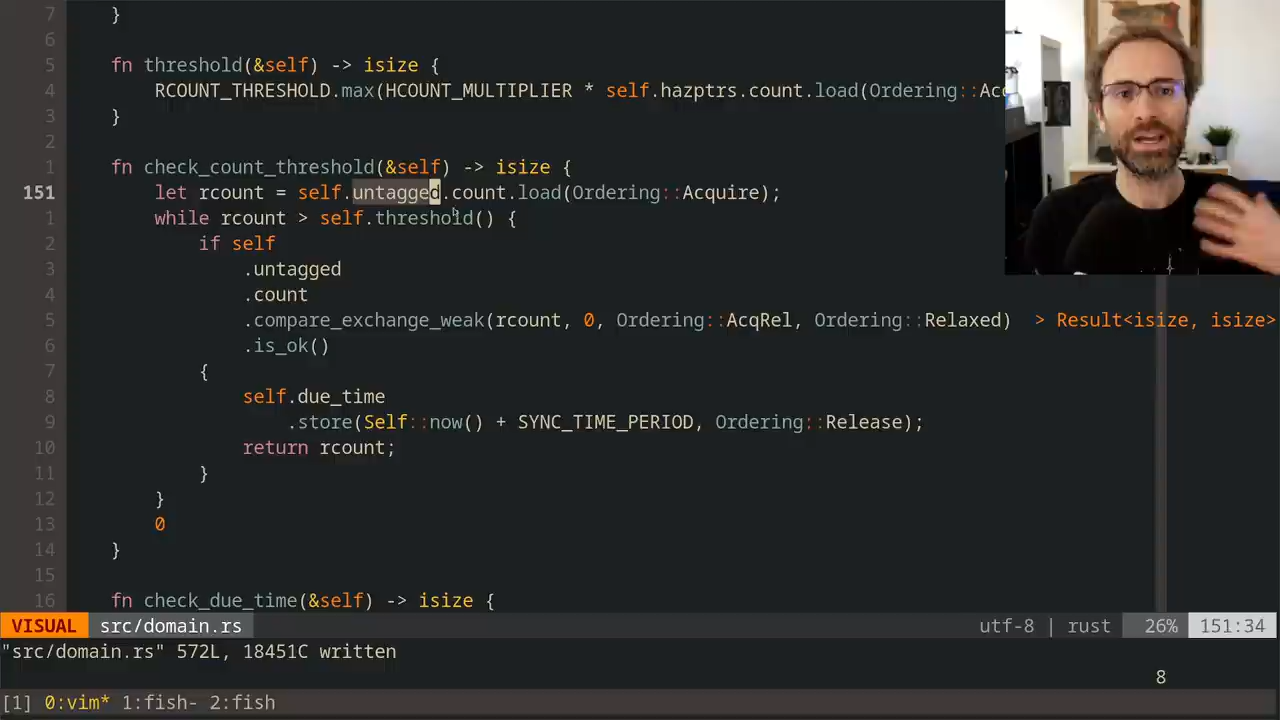 7 }
6
5 fn threshold(&self) -> isize {
4 RCOUNT_THRESHOLD.max(HCOUNT_MULTIPLIER * self.hazptrs.count.load(Ordering::Acq
3 }
2
1 fn check_count_threshold(&self) -> isize {
151 let rcount = self.untagged.count.load(Ordering::Acquire);
1 while rcount > self.threshold() {
2 if self
3 .untagged
4 .count
5 .compare_exchange_weak(rcount, 0, Ordering::AcqRel, Ordering::Relaxed) > Result<isize, isize>
6 .is_ok()
7 {
8 self.due_time
9 .store(Self::now() + SYNC_TIME_PERIOD, Ordering::Release);
10 return rcount;
11 }
12 }
13 0
14 }
15
16 fn check_due_time(&self) -> isize {
VISUAL src/domain.rs utf-8 | rust 26% 151:34
"src/domain.rs" 572L, 18451C written
8
[1] 0:vim* 1:fish- 2:fish